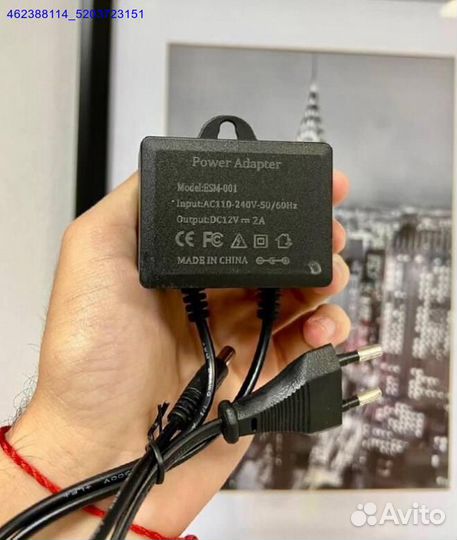 462388114_5203723151
Power Adapter
Model:ESM-001
Input:AC110-240V-50/60Hz
Output:DC12V⎓2A
CE FC
MADE IN CHINA
Avito